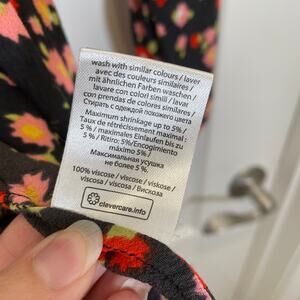 wash with similar colours / laver
avec des couleurs similaires /
mit ähnlichen Farben waschen /
lavare con colori simili / lavar
con prendas de colores similares /
Стирать с одеждой похожего цвета
Maximum shrinkage up to 5% /
Taux de rétrécissement maximal :
5 % / maximales Einlaufen bis zu
5 % / Ritiro: 5%/Encogimiento
máximo 5% /
Максимальная усушка
не более 5 %.
100% viscose / viscose / viskose /
viscosa / viscosa / Вискоза
clevercare.info